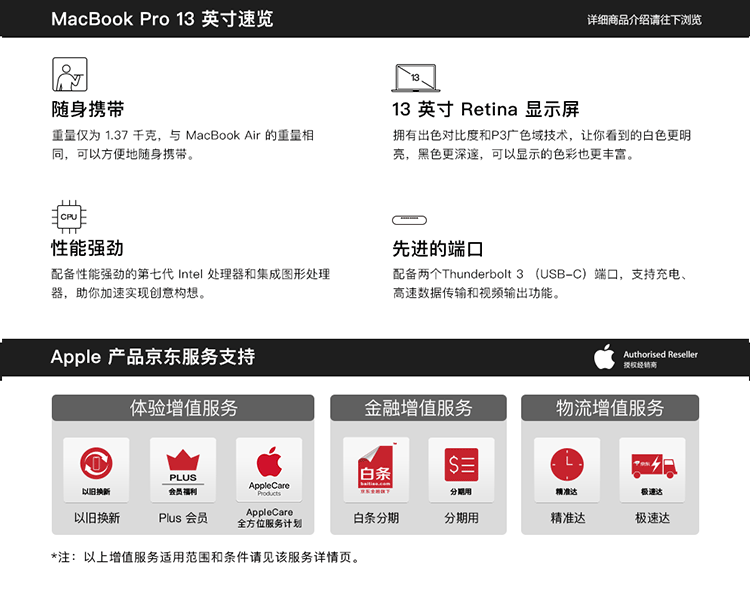 MacBook Pro 13 英寸速览
详细商品介绍请往下浏览
随身携带
重量仅为 1.37 千克，与 MacBook Air 的重量相
同，可以方便地随身携带。
13
13 英寸 Retina 显示屏
拥有出色对比度和P3广色域技术，让你看到的白色更明
亮，黑色更深邃，可以显示的色彩也更丰富。
CPU
性能强劲
配备性能强劲的第七代 Intel 处理器和集成图形处理
器，助你加速实现创意构想。
先进的端口
配备两个Thunderbolt 3 （USB-C）端口，支持充电、
高速数据传输和视频输出功能。
Apple 产品京东服务支持
Authorised Reseller
授权经销商
体验增值服务
以旧换新
以旧换新
PLUS
会员福利
Plus 会员
AppleCare
Products
AppleCare
全方位服务计划
金融增值服务
白条
baitiao.com
京东金融旗下
白条分期
分期用
分期用
物流增值服务
精准达
精准达
极速达
极速达
*注：以上增值服务适用范围和条件请见该服务详情页。